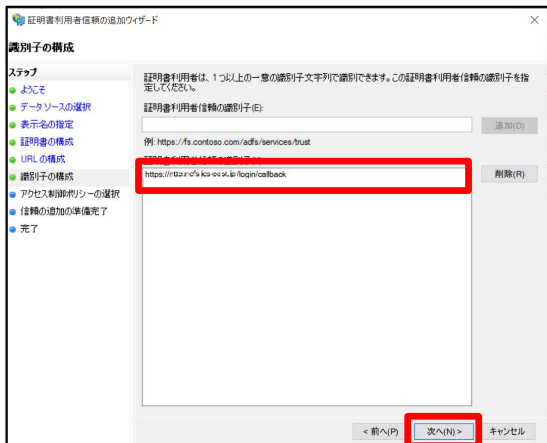 証明書利用者信頼の追加ウィザード
識別子の構成
ステップ
ようこそ
データソースの選択
表示名の指定
証明書の構成
URL の構成
識別子の構成
アクセス制御ポリシーの選択
信頼の追加の準備完了
完了
証明書利用者は、1 つ以上の一意の識別子文字列で識別できます。この証明書利用者信頼の識別子を指
定してください。
証明書利用者信頼の識別子(E):
追加(D)
例: https://fs.contoso.com/adfs/services/trust
/login/callback
削除(R)
< 前へ(P)
次へ(N) >
キャンセル